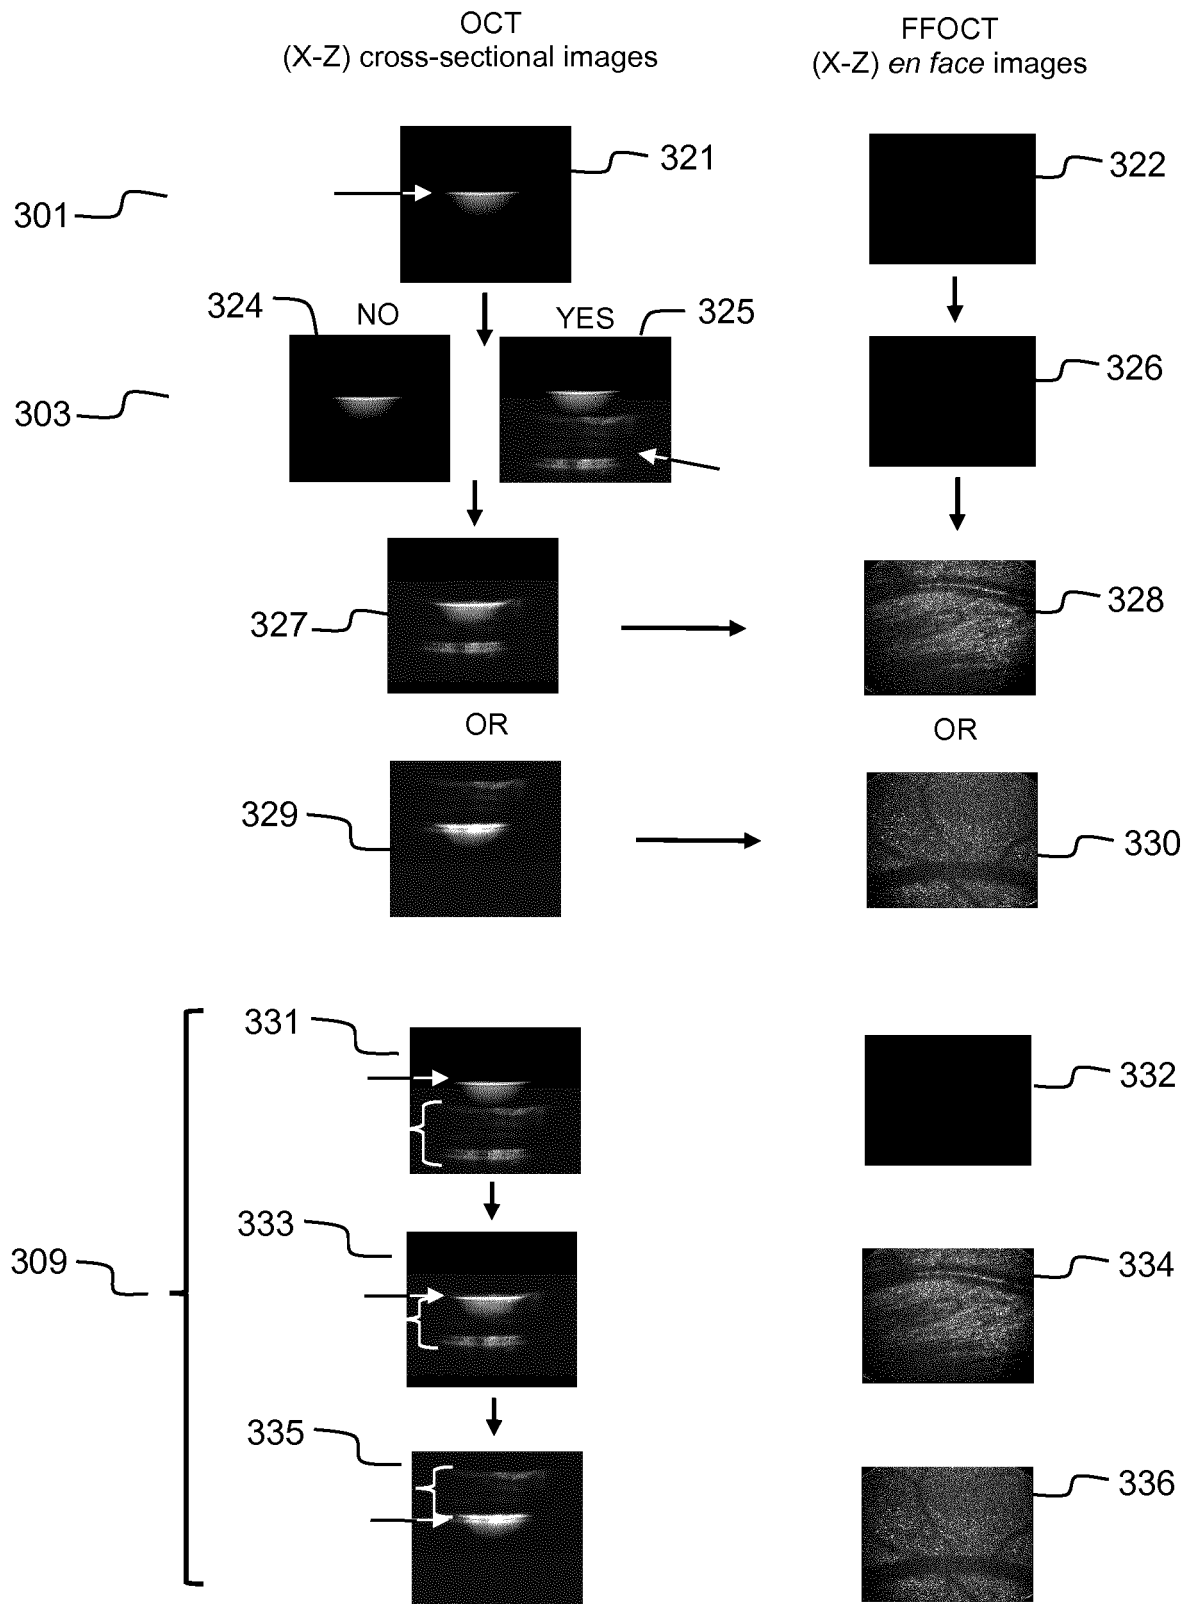 OCT
(X-Z) cross-sectional images
FFOCT
(X-Z) en face images
321
322
301
324
NO
YES
325
326
303
327
328
OR
OR
329
330
331
332
333
334
309
335
336